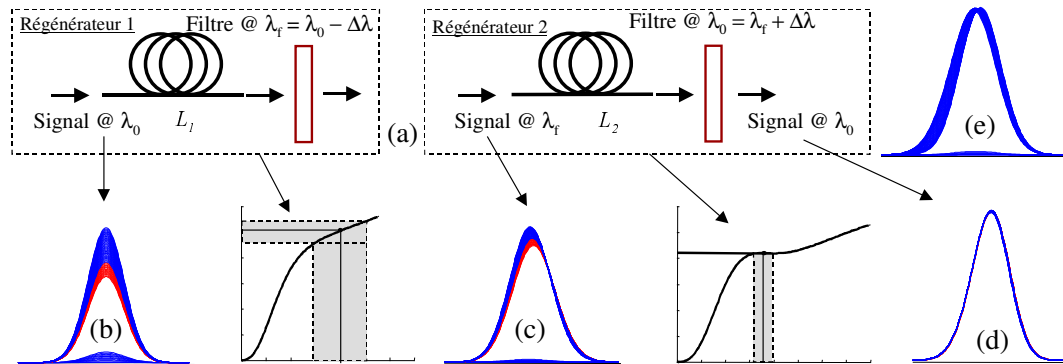 Régénérateur 1
Filtre @ λf = λ0 − Δλ
Signal @ λ0
L1
(a)
Régénérateur 2
Filtre @ λ0 = λf + Δλ
Signal @ λf
L2
Signal @ λ0
(e)
(b)
(c)
(d)